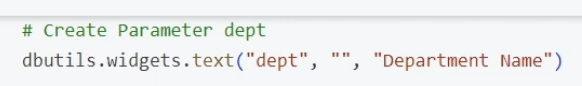 # Create Parameter dept
dbutils.widgets.text("dept", "", "Department Name")